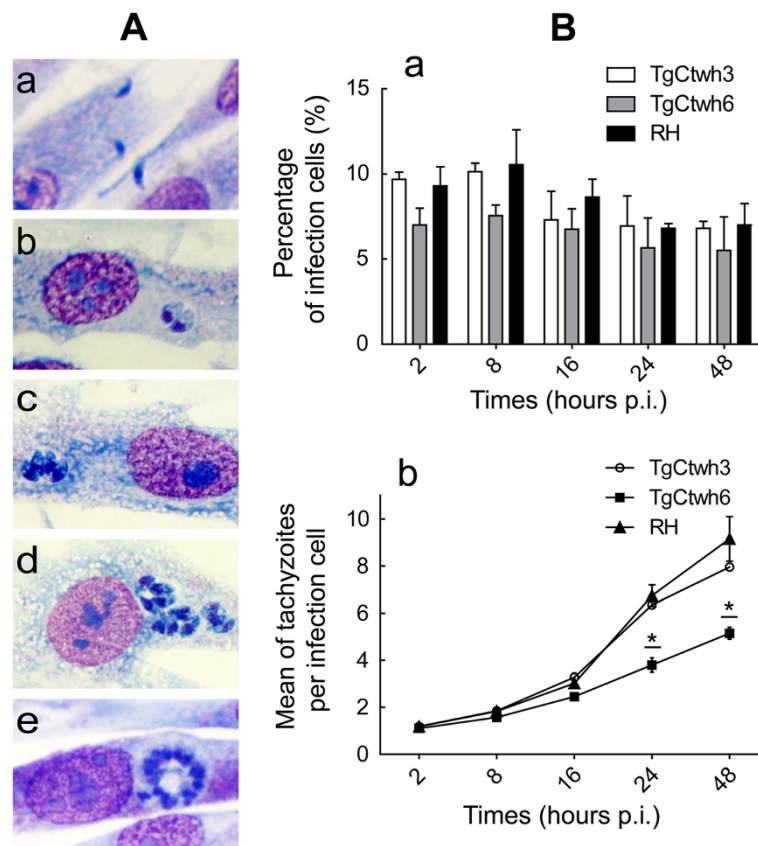 A
a
b
c
d
e
B
a
TgCtwh3
TgCtwh6
RH
Percentage
of infection cells (%)
15
10
5
0
2 8 16 24 48
Times (hours p.i.)
b
TgCtwh3
TgCtwh6
RH
Mean of tachyzoites
per infection cell
10
8
6
4
2
0
* *
2 8 16 24 48
Times (hours p.i.)